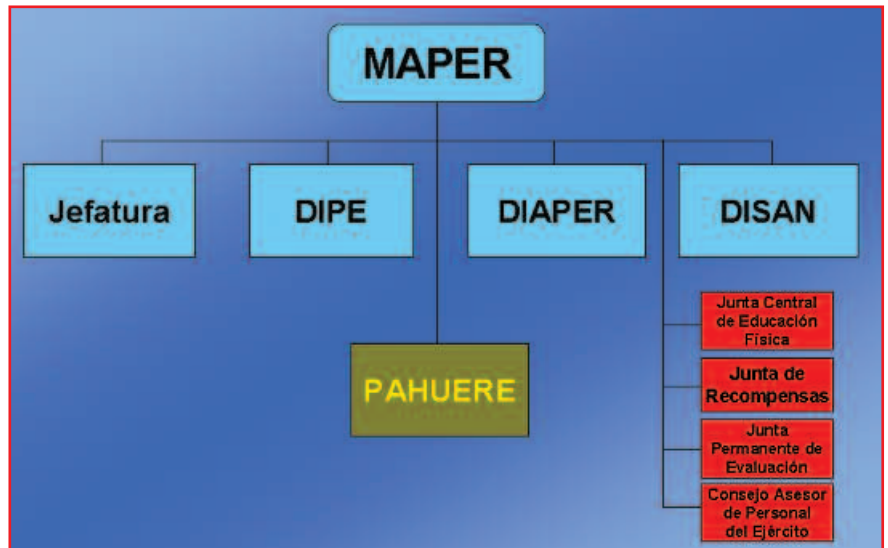 MAPER
Jefatura
DIPE
DIAPER
DISAN
PAHUERE
Junta Central
de Educación
Física
Junta de
Recompensas
Junta
Permanente de
Evaluación
Consejo Asesor
de Personal
del Ejército